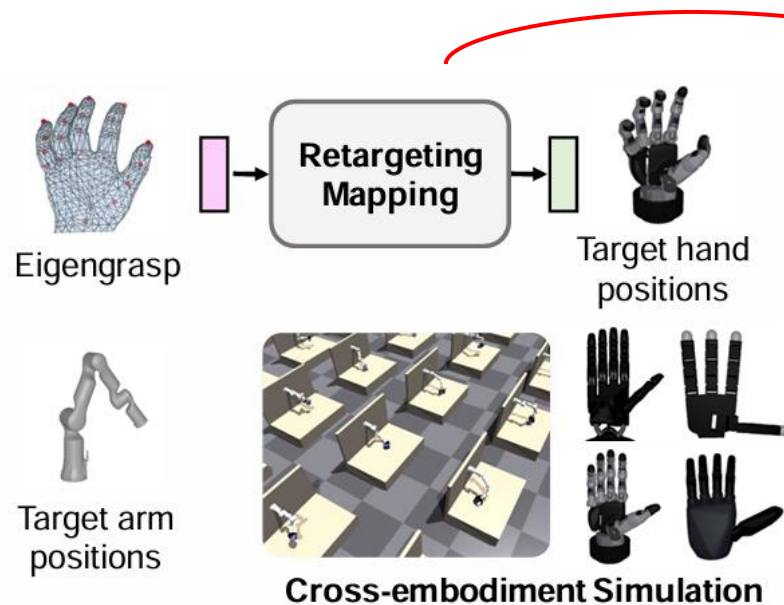 Retargeting
Mapping
Eigengrasp
Target hand
positions
Target arm
positions
Cross-embodiment Simulation